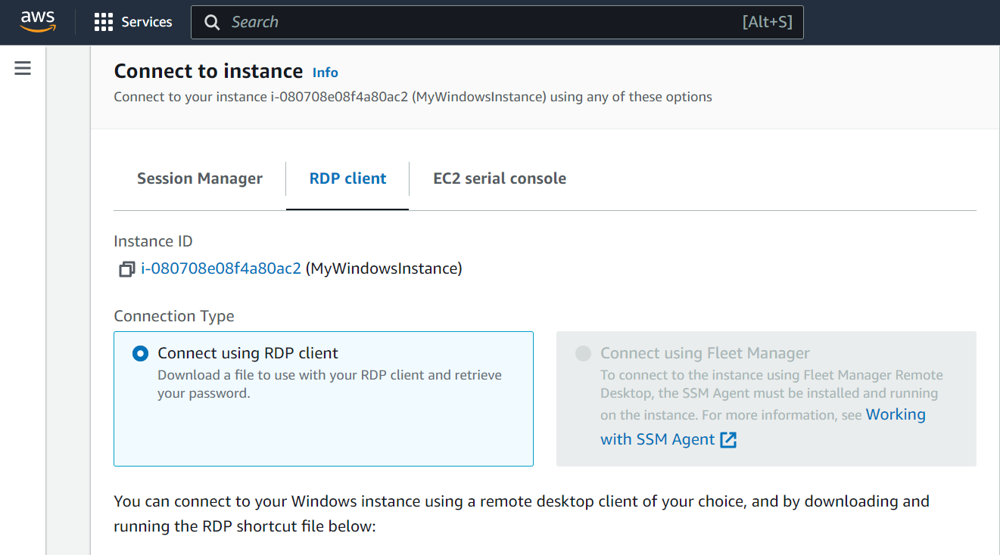 aws Services Search [Alt+S]
Connect to instance Info
Connect to your instance i-080708e08f4a80ac2 (MyWindowsInstance) using any of these options
Session Manager RDP client EC2 serial console
Instance ID
i-080708e08f4a80ac2 (MyWindowsInstance)
Connection Type
Connect using RDP client
Download a file to use with your RDP client and retrieve
your password.
Connect using Fleet Manager
To connect to the instance using Fleet Manager Remote
Desktop, the SSM Agent must be installed and running
on the instance. For more information, see Working
with SSM Agent
You can connect to your Windows instance using a remote desktop client of your choice, and by downloading and
running the RDP shortcut file below: